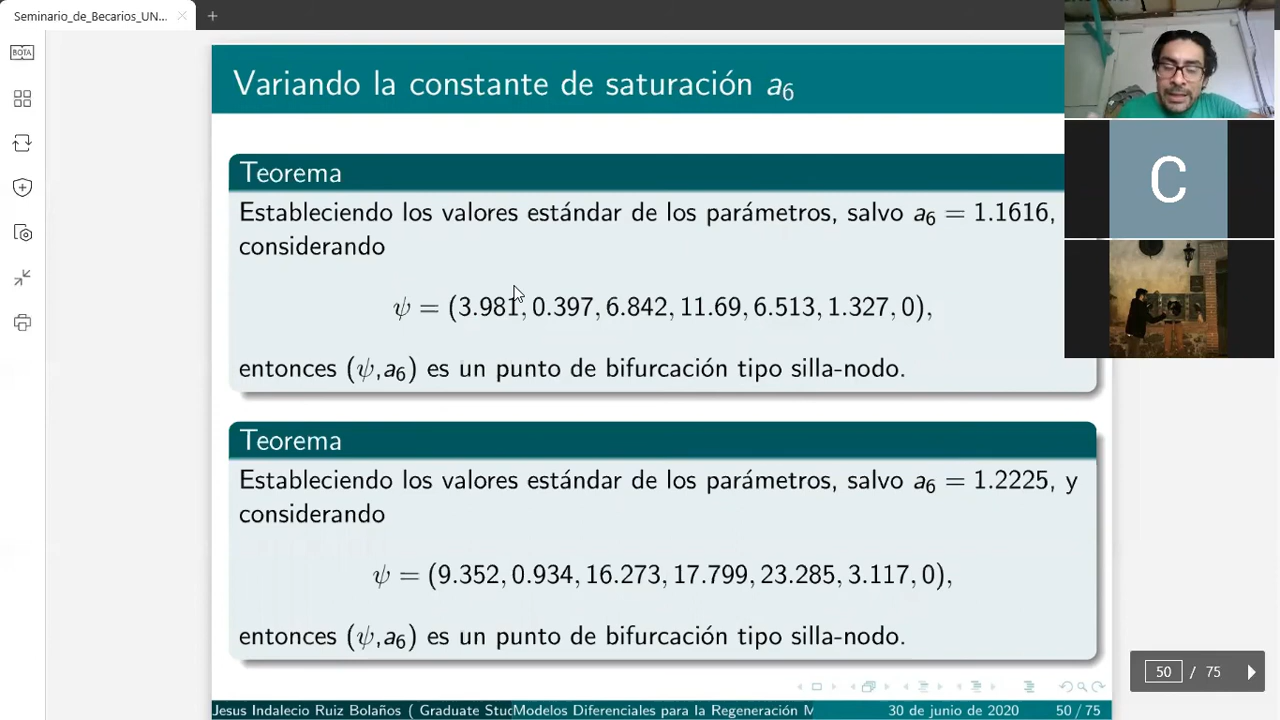 Seminario_de_Becarios_UN...
BOTA
Variando la constante de saturación a₆
Teorema
Estableciendo los valores estándar de los parámetros, salvo a₆ = 1.1616,
considerando
ψ = (3.981, 0.397, 6.842, 11.69, 6.513, 1.327, 0),
entonces (ψ,a₆) es un punto de bifurcación tipo silla-nodo.
Teorema
Estableciendo los valores estándar de los parámetros, salvo a₆ = 1.2225, y
considerando
ψ = (9.352, 0.934, 16.273, 17.799, 23.285, 3.117, 0),
entonces (ψ,a₆) es un punto de bifurcación tipo silla-nodo.
Jesus Indalecio Ruiz Bolaños ( Graduate Stud Modelos Diferenciales para la Regeneración M 30 de junio de 2020 50 / 75
C
50 / 75